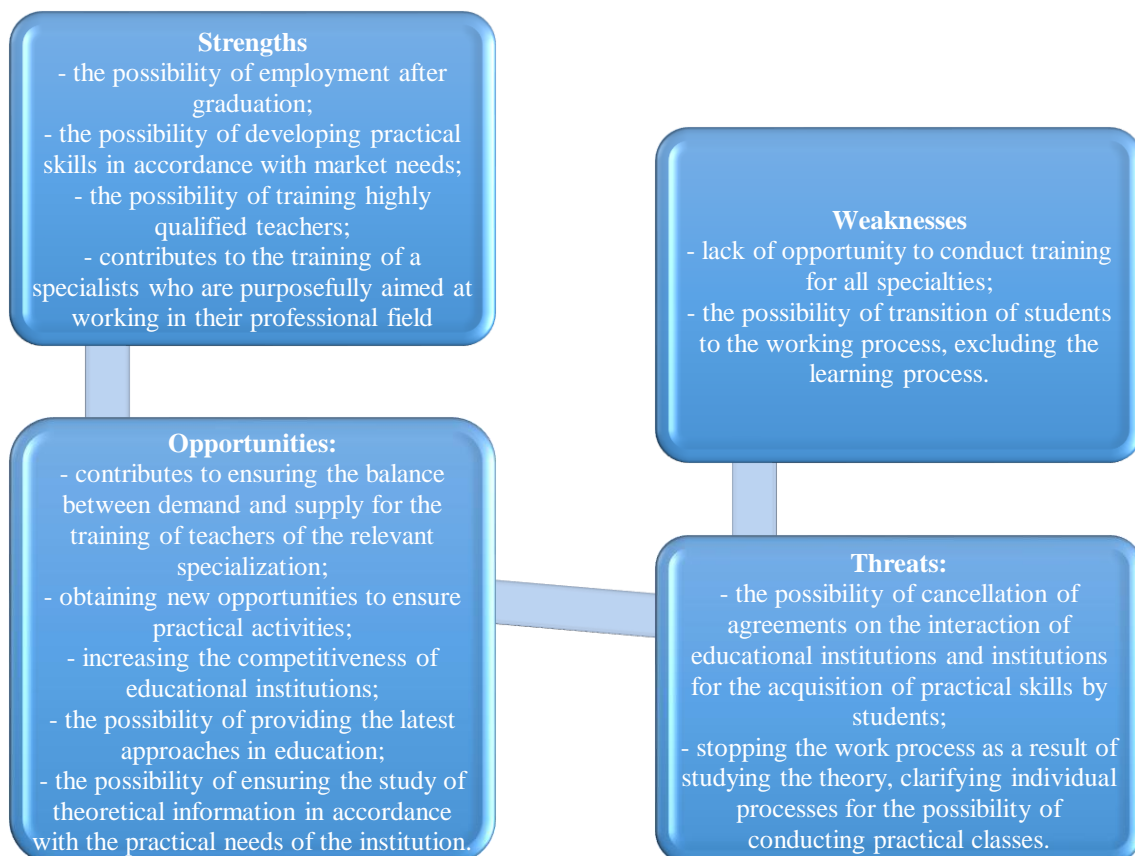 Strengths
- the possibility of employment after
graduation;
- the possibility of developing practical
skills in accordance with market needs;
- the possibility of training highly
qualified teachers;
- contributes to the training of a
specialists who are purposefully aimed at
working in their professional field
Opportunities:
- contributes to ensuring the balance
between demand and supply for the
training of teachers of the relevant
specialization;
- obtaining new opportunities to ensure
practical activities;
- increasing the competitiveness of
educational institutions;
- the possibility of providing the latest
approaches in education;
- the possibility of ensuring the study of
theoretical information in accordance
with the practical needs of the institution.
Weaknesses
- lack of opportunity to conduct training
for all specialties;
- the possibility of transition of students
to the working process, excluding the
learning process.
Threats:
- the possibility of cancellation of
agreements on the interaction of
educational institutions and institutions
for the acquisition of practical skills by
students;
- stopping the work process as a result of
studying the theory, clarifying individual
processes for the possibility of
conducting practical classes.